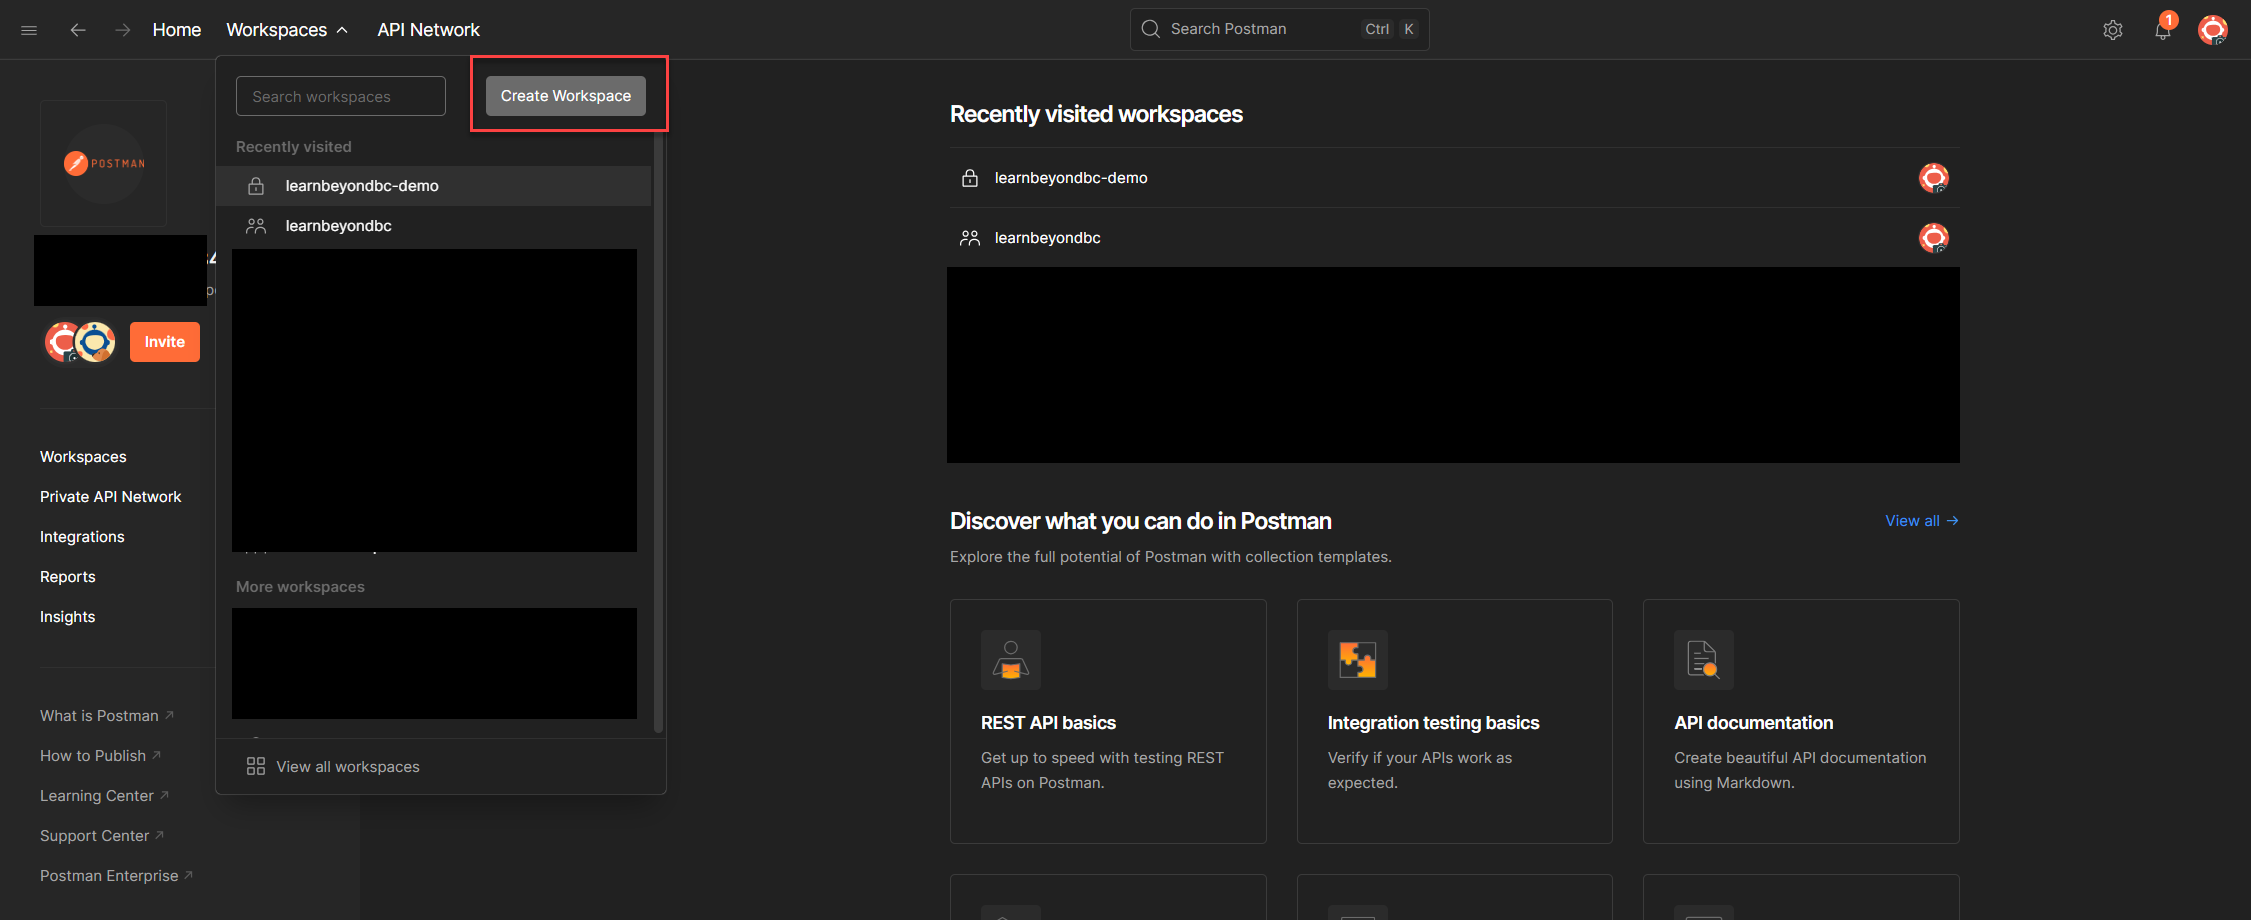 Home Workspaces API Network
Search Postman Ctrl K
1
Search workspaces
Create Workspace
Recently visited
learnbeyondbc-demo
learnbeyondbc
More workspaces
View all workspaces
POSTMAN
Invite
Workspaces
Private API Network
Integrations
Reports
Insights
What is Postman
How to Publish
Learning Center
Support Center
Postman Enterprise
Recently visited workspaces
learnbeyondbc-demo
learnbeyondbc
Discover what you can do in Postman
View all →
Explore the full potential of Postman with collection templates.
REST API basics
Get up to speed with testing REST
APIs on Postman.
Integration testing basics
Verify if your APIs work as
expected.
API documentation
Create beautiful API documentation
using Markdown.